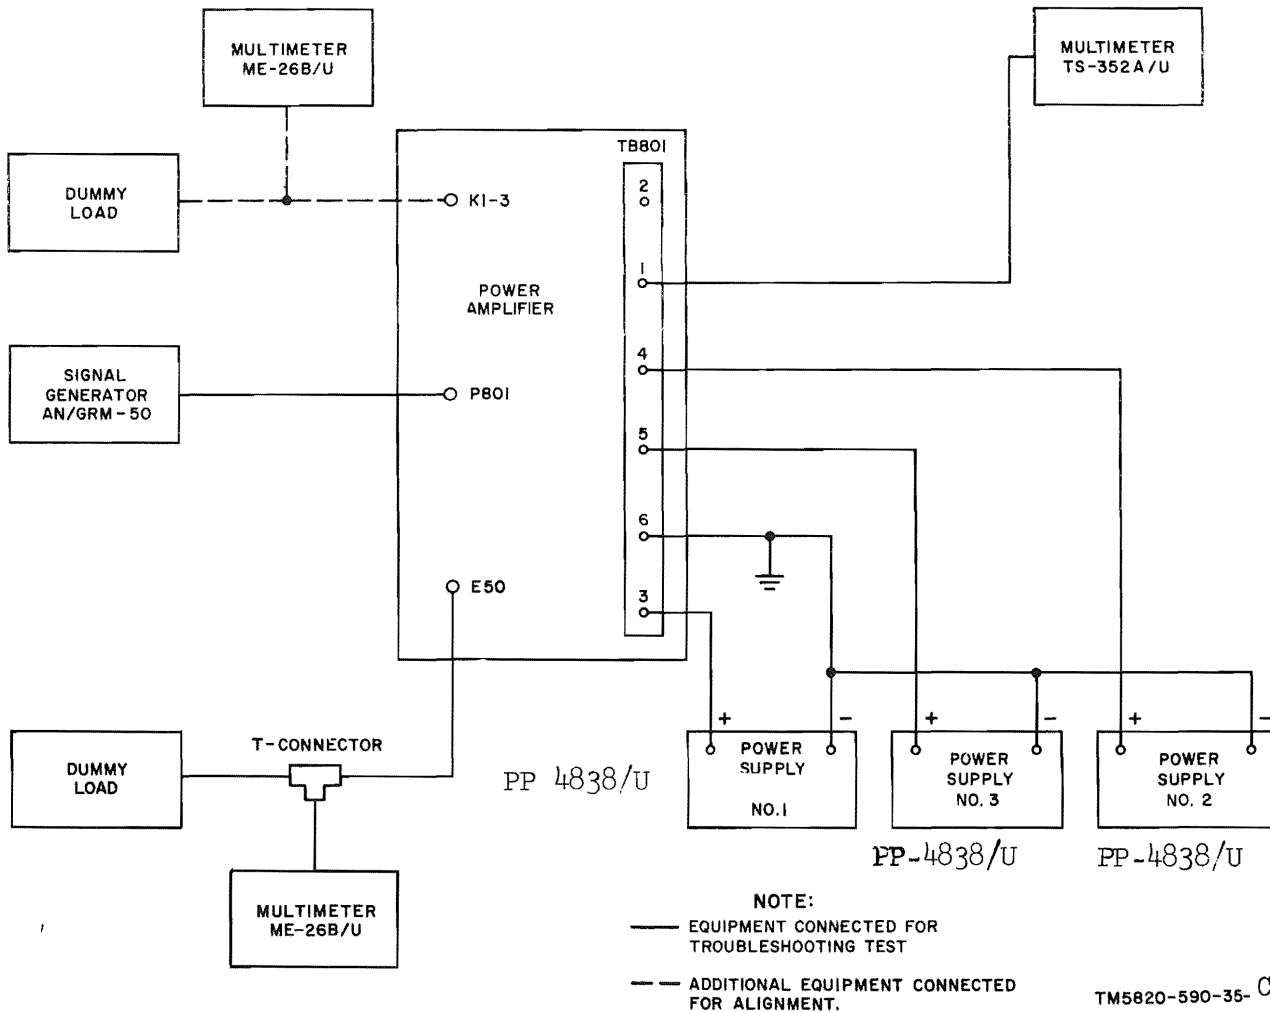 MULTIMETER
ME-26B/U
MULTIMETER
TS-352A/U
DUMMY
LOAD
K1-3
TB801
2
1
POWER
AMPLIFIER
4
SIGNAL
GENERATOR
AN/GRM-50
P801
5
6
E50
3
T-CONNECTOR
DUMMY
LOAD
PP 4838/U
+
-
POWER
SUPPLY
NO.1
+
-
POWER
SUPPLY
NO. 3
+
-
POWER
SUPPLY
NO. 2
PP-4838/U
PP-4838/U
MULTIMETER
ME-26B/U
NOTE:
EQUIPMENT CONNECTED FOR
TROUBLESHOOTING TEST
ADDITIONAL EQUIPMENT CONNECTED
FOR ALIGNMENT.
TM5820-590-35- C